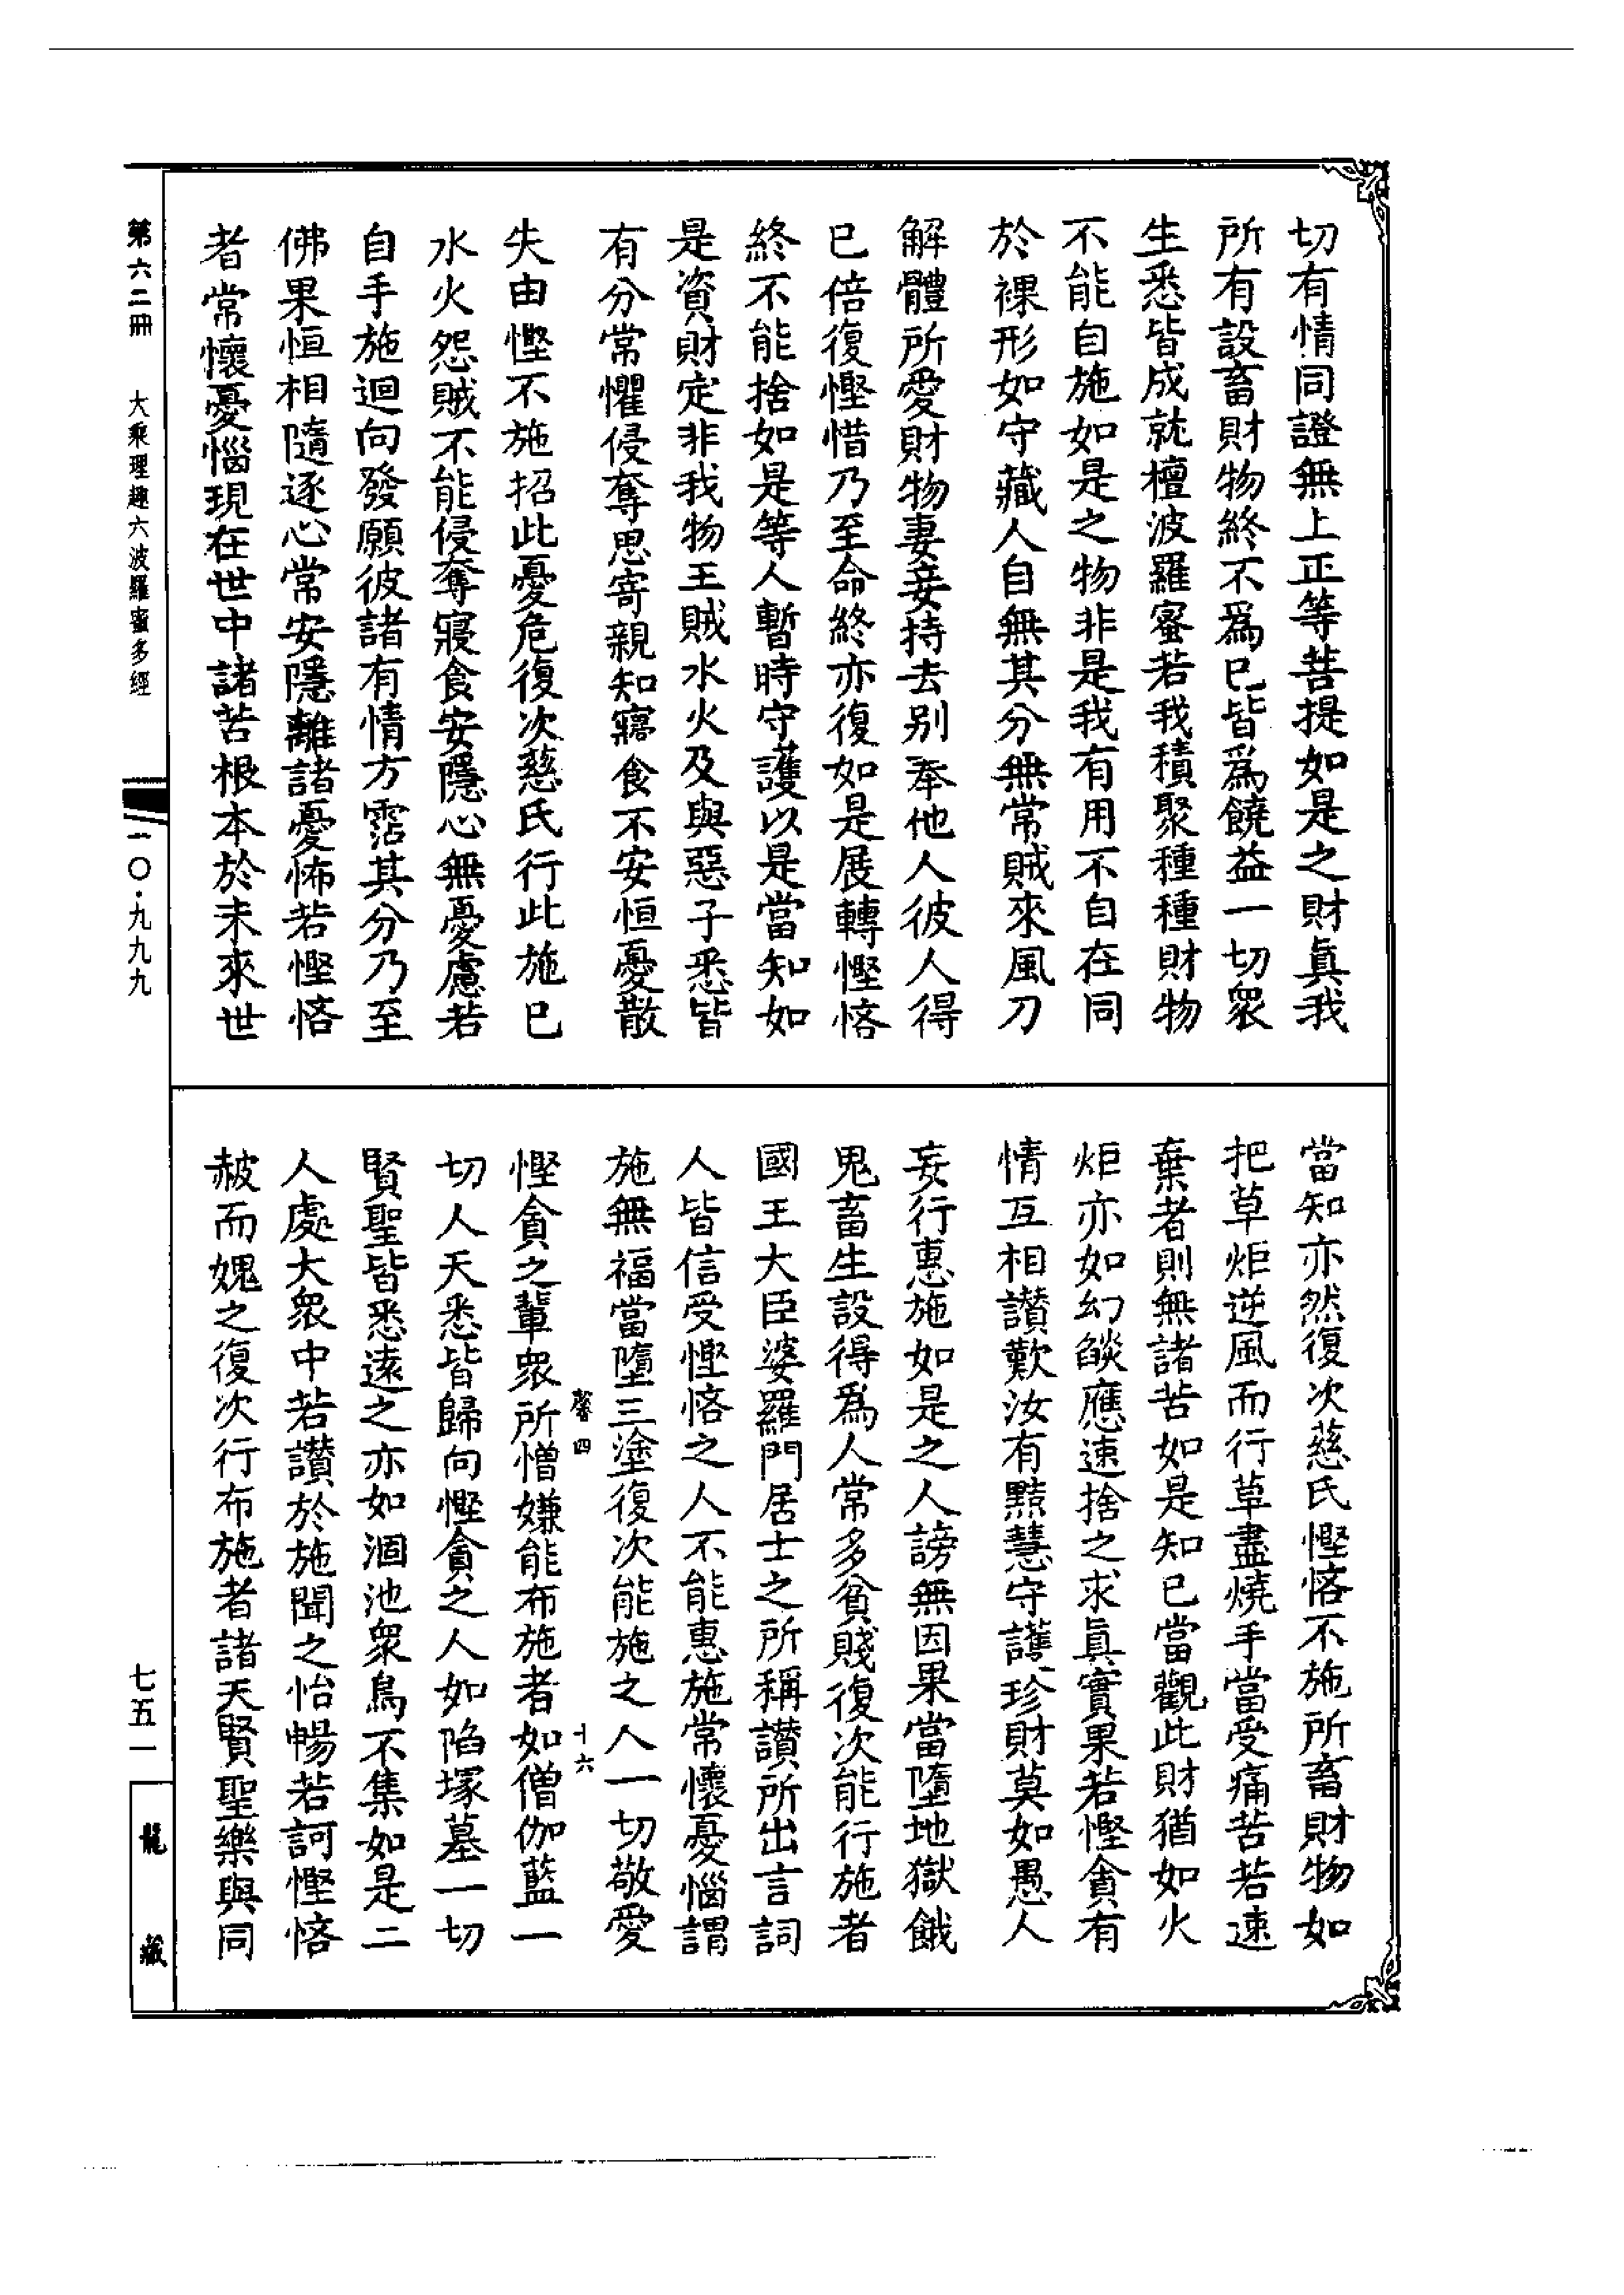 切有情同證無上正等菩提如是之財眞我
所有設畜財物終不爲已皆爲饒益一切衆
生悉皆成就檀波羅蜜若我積聚種種財物
不能自施如是之物非是我有用不自在同
於裸形如守藏人自無其分無常賊來風刀
解體所愛財物妻妾持去別奉他人彼人得
已倍復慳惜乃至命終亦復如是展轉慳悋
終不能捨如是等人暫時守護以是當知如
是資財定非我物王賊水火及與惡子悉皆
有分常懼侵奪思寄親知寤食不安恒憂散
失由慳不施招此憂危復次慈氏行此施已
水火怨賊不能侵奪寢食安隱心無憂慮若
自手施迴向發願彼諸有情方霑其分乃至
佛果恒相隨逐心常安隱離諸憂怖若慳悋
者常懷憂惱現在世中諸苦根本於未來世
當知亦然復次慈氏慳悋不施所畜財物如
把草炬逆風而行草盡燒手當受痛苦若速
棄者則無諸苦如是知已當觀此財猶如火
炬亦如幻燄應速捨之求眞實果若慳貪有
情互相讚歎汝有黠慧守護珍財莫如愚人
妄行惠施如是之人謗無因果當墮地獄餓
鬼畜生設得爲人常多貧賤復次能行施者
國王大臣婆羅門居士之所稱讚所出言詞
人皆信受慳悋之人不能惠施常懷憂惱謂
施無福當墮三塗復次能施之人一切敬愛
慳貪之輩衆所憎嫌能布施者如僧伽藍一
切人天悉皆歸向慳貪之人如陷塚墓一切
賢聖皆悉遠之亦如涸池衆鳥不集如是二
人處大衆中若讚於施聞之怡暢若訶慳悋
赧而媿之復次行布施者諸天賢聖樂與同
馨四
十六
第六二冊 大乘理趣六波羅蜜多經
一〇·九九九
七五一
龍藏